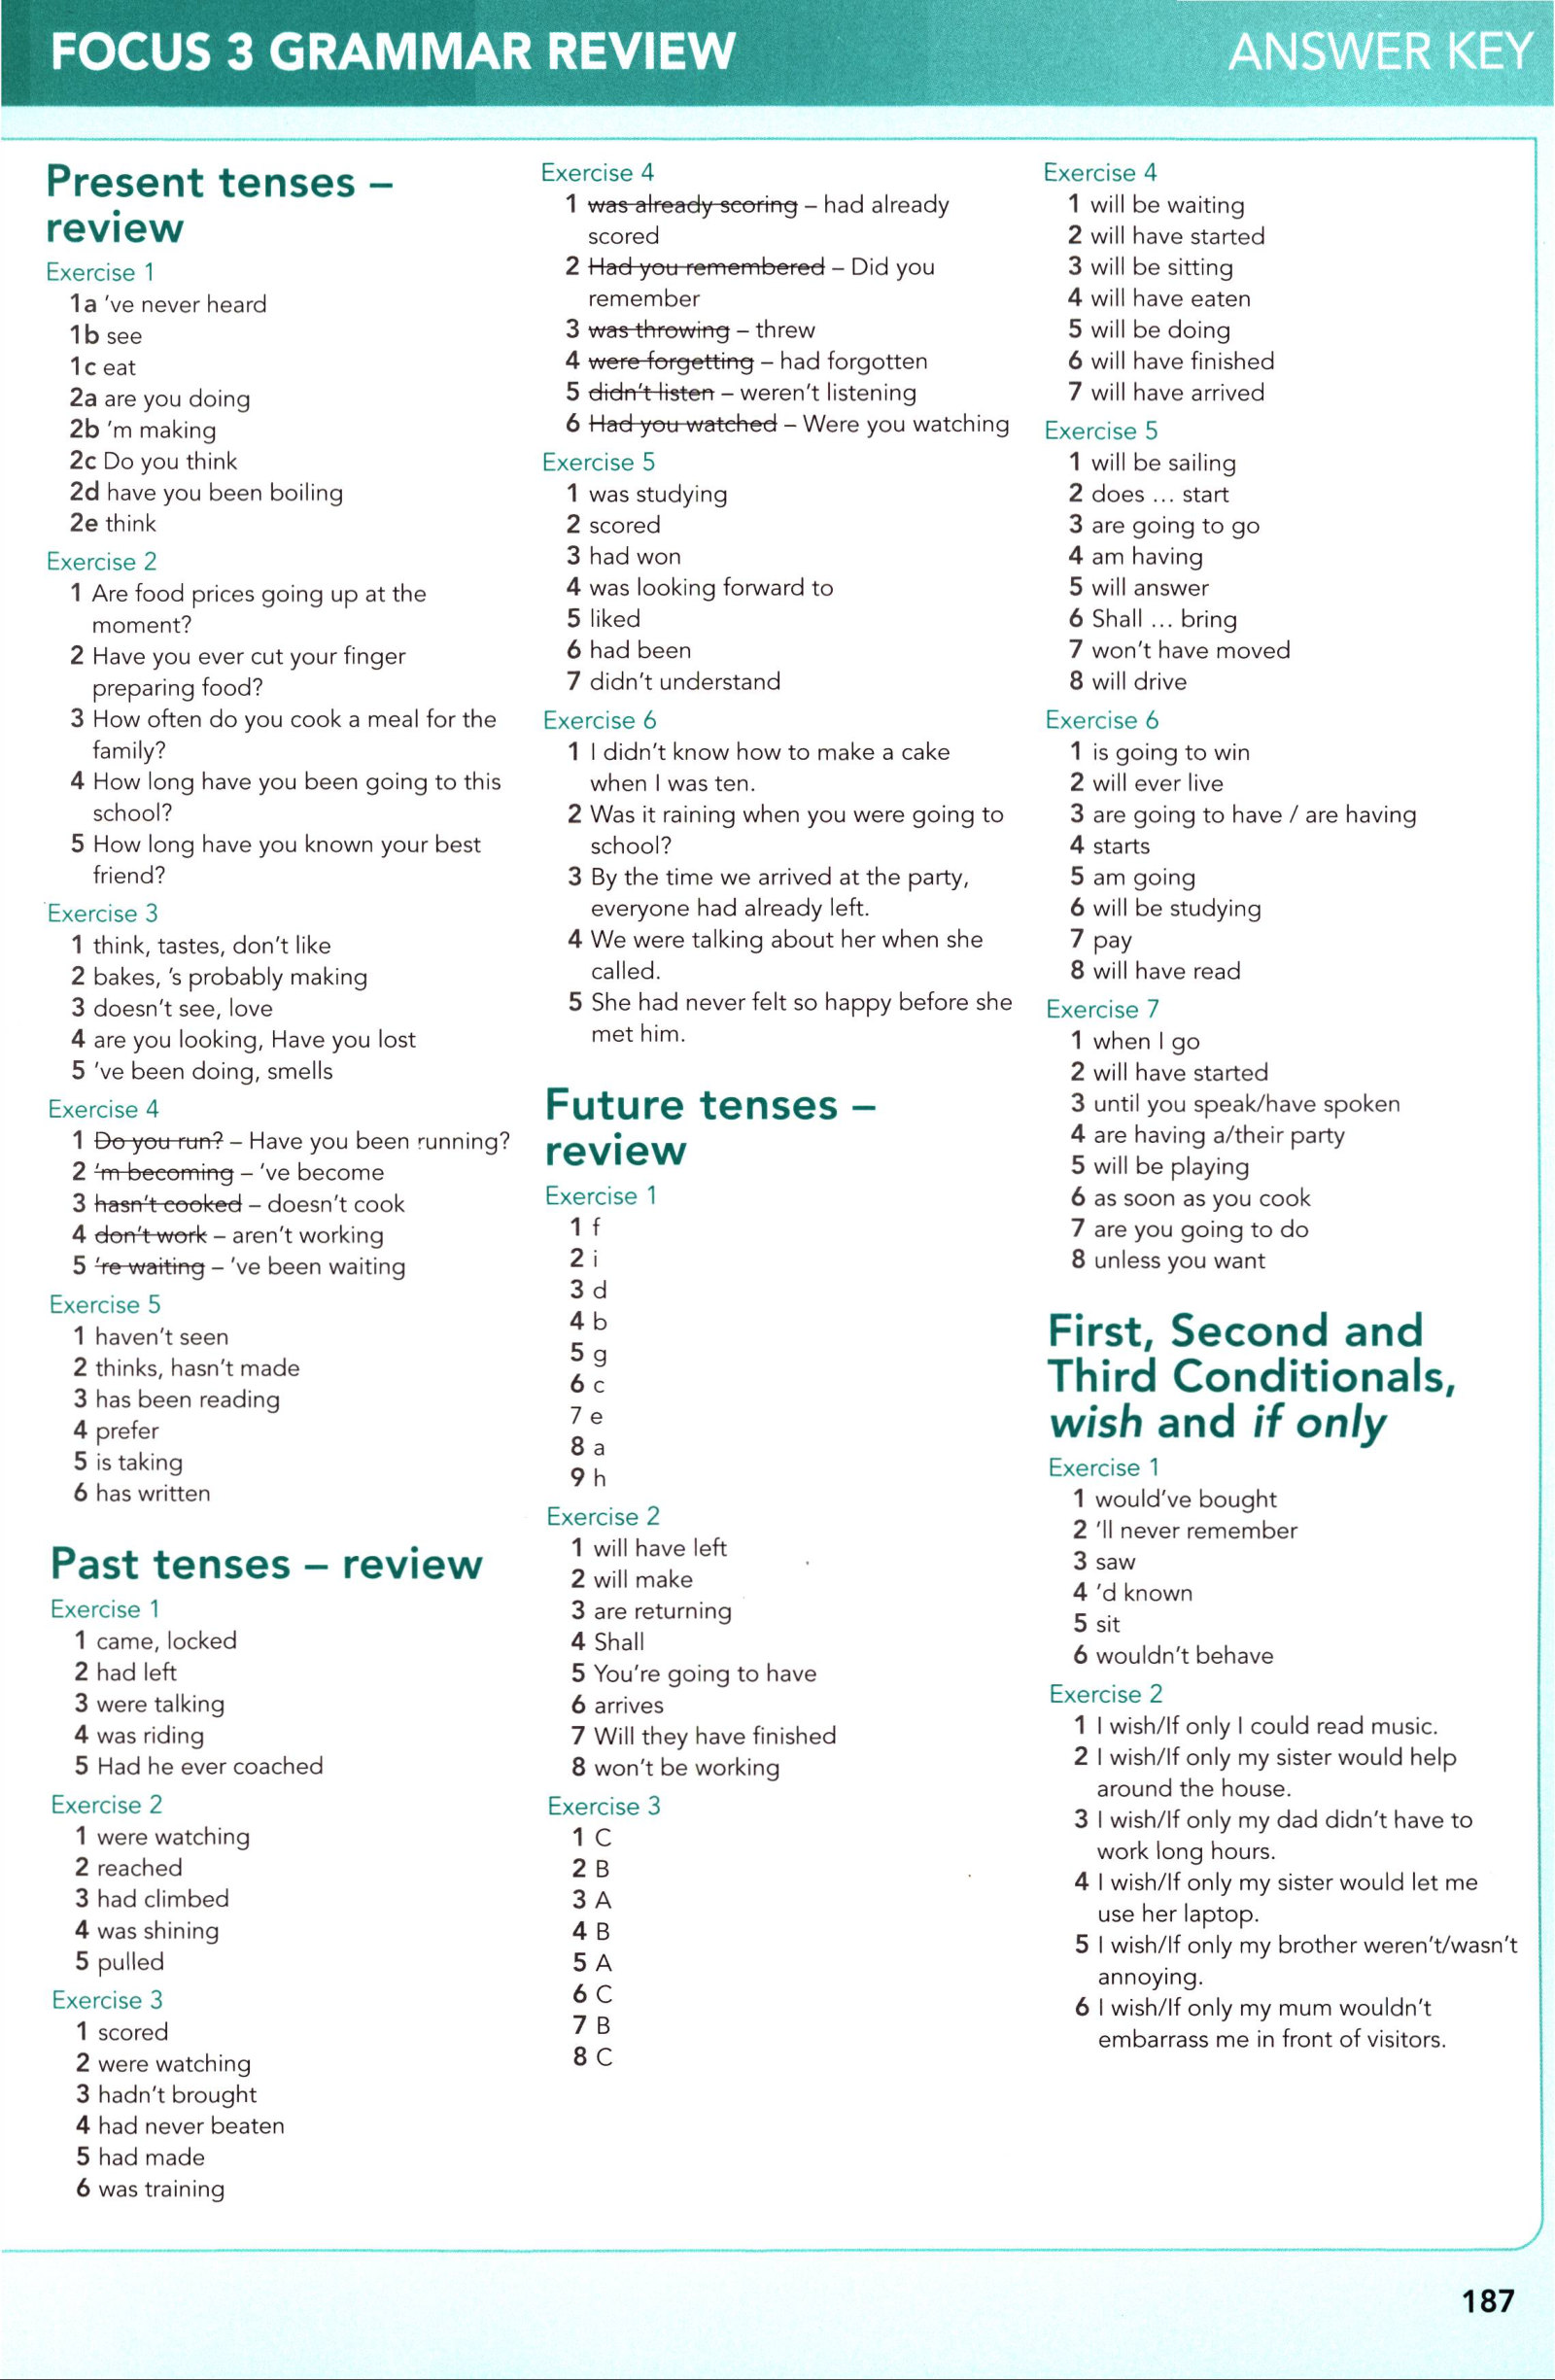 FOCUS 3 GRAMMAR REVIEW
ANSWER KEY
Present tenses –
review
Exercise 1
1a 've never heard
1b see
1c eat
2a are you doing
2b 'm making
2c Do you think
2d have you been boiling
2e think
Exercise 2
1 Are food prices going up at the
moment?
2 Have you ever cut your finger
preparing food?
3 How often do you cook a meal for the
family?
4 How long have you been going to this
school?
5 How long have you known your best
friend?
Exercise 3
1 think, tastes, don't like
2 bakes, 's probably making
3 doesn't see, love
4 are you looking, Have you lost
5 've been doing, smells
Exercise 4
1 Do you run? – Have you been running?
2 'm becoming – 've become
3 hasn't cooked – doesn't cook
4 don't work – aren't working
5 're waiting – 've been waiting
Exercise 5
1 haven't seen
2 thinks, hasn't made
3 has been reading
4 prefer
5 is taking
6 has written
Past tenses – review
Exercise 1
1 came, locked
2 had left
3 were talking
4 was riding
5 Had he ever coached
Exercise 2
1 were watching
2 reached
3 had climbed
4 was shining
5 pulled
Exercise 3
1 scored
2 were watching
3 hadn't brought
4 had never beaten
5 had made
6 was training
Exercise 4
1 was already scoring – had already
scored
2 Had you remembered – Did you
remember
3 was throwing – threw
4 were forgetting – had forgotten
5 didn't listen – weren't listening
6 Had you watched – Were you watching
Exercise 5
1 was studying
2 scored
3 had won
4 was looking forward to
5 liked
6 had been
7 didn't understand
Exercise 6
1 I didn't know how to make a cake
when I was ten.
2 Was it raining when you were going to
school?
3 By the time we arrived at the party,
everyone had already left.
4 We were talking about her when she
called.
5 She had never felt so happy before she
met him.
Future tenses –
review
Exercise 1
1 f
2 i
3 d
4 b
5 g
6 c
7 e
8 a
9 h
Exercise 2
1 will have left
2 will make
3 are returning
4 Shall
5 You're going to have
6 arrives
7 Will they have finished
8 won't be working
Exercise 3
1 C
2 B
3 A
4 B
5 A
6 C
7 B
8 C
Exercise 4
1 will be waiting
2 will have started
3 will be sitting
4 will have eaten
5 will be doing
6 will have finished
7 will have arrived
Exercise 5
1 will be sailing
2 does ... start
3 are going to go
4 am having
5 will answer
6 Shall ... bring
7 won't have moved
8 will drive
Exercise 6
1 is going to win
2 will ever live
3 are going to have / are having
4 starts
5 am going
6 will be studying
7 pay
8 will have read
Exercise 7
1 when I go
2 will have started
3 until you speak/have spoken
4 are having a/their party
5 will be playing
6 as soon as you cook
7 are you going to do
8 unless you want
First, Second and
Third Conditionals,
wish and if only
Exercise 1
1 would've bought
2 'll never remember
3 saw
4 'd known
5 sit
6 wouldn't behave
Exercise 2
1 I wish/If only I could read music.
2 I wish/If only my sister would help
around the house.
3 I wish/If only my dad didn't have to
work long hours.
4 I wish/If only my sister would let me
use her laptop.
5 I wish/If only my brother weren't/wasn't
annoying.
6 I wish/If only my mum wouldn't
embarrass me in front of visitors.
187